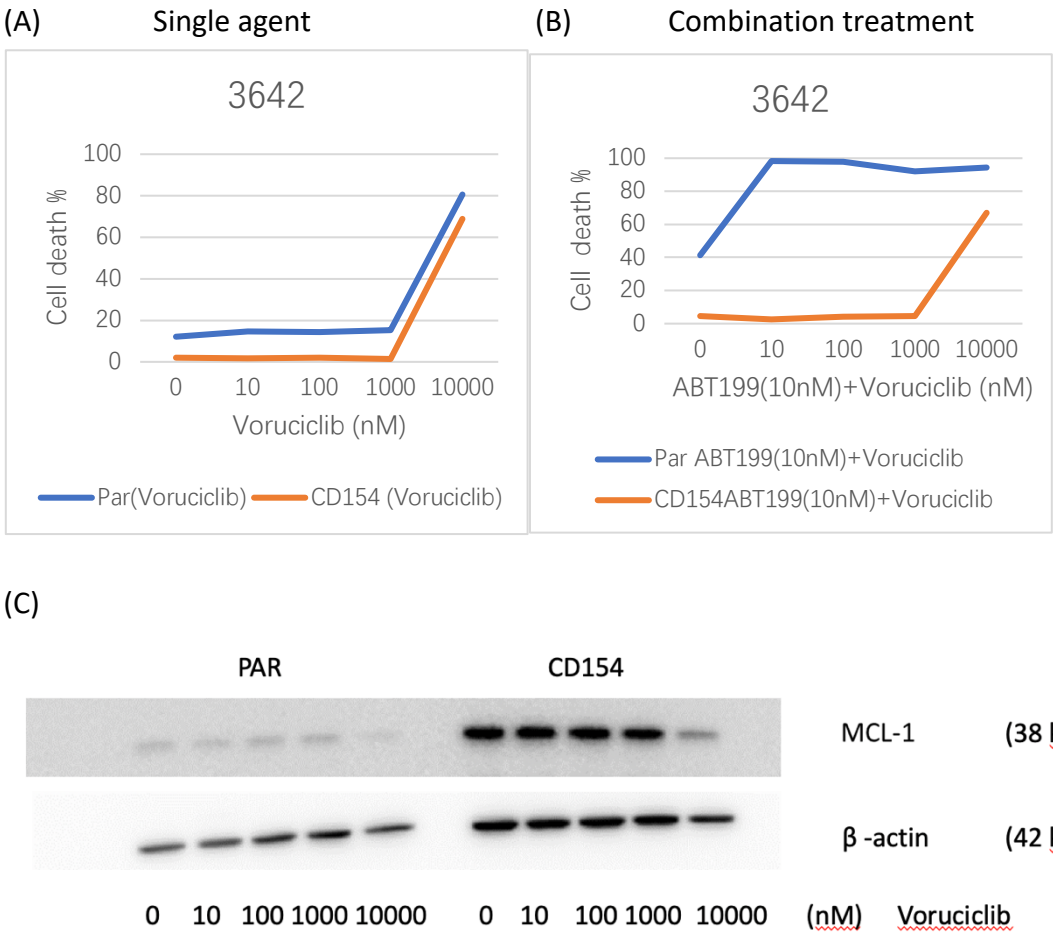 (A) Single agent
(B) Combination treatment
3642
100
80
60
40
20
0
Cell death %
0 10 100 1000 10000
Voruciclib (nM)
Par(Voruciclib) CD154 (Voruciclib)
3642
100
80
60
40
20
0
Cell death %
0 10 100 1000 10000
ABT199(10nM)+Voruciclib (nM)
Par ABT199(10nM)+Voruciclib
CD154ABT199(10nM)+Voruciclib
(C)
PAR CD154
MCL-1 (38
β -actin (42
0 10 100 1000 10000 0 10 100 1000 10000 (nM) Voruciclib